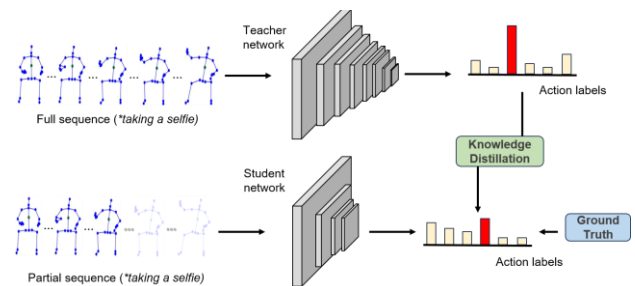 Teacher
network
Full sequence (*taking a selfie)
Action labels
Knowledge
Distillation
Student
network
Ground
Truth
Partial sequence (*taking a selfie)
Action labels